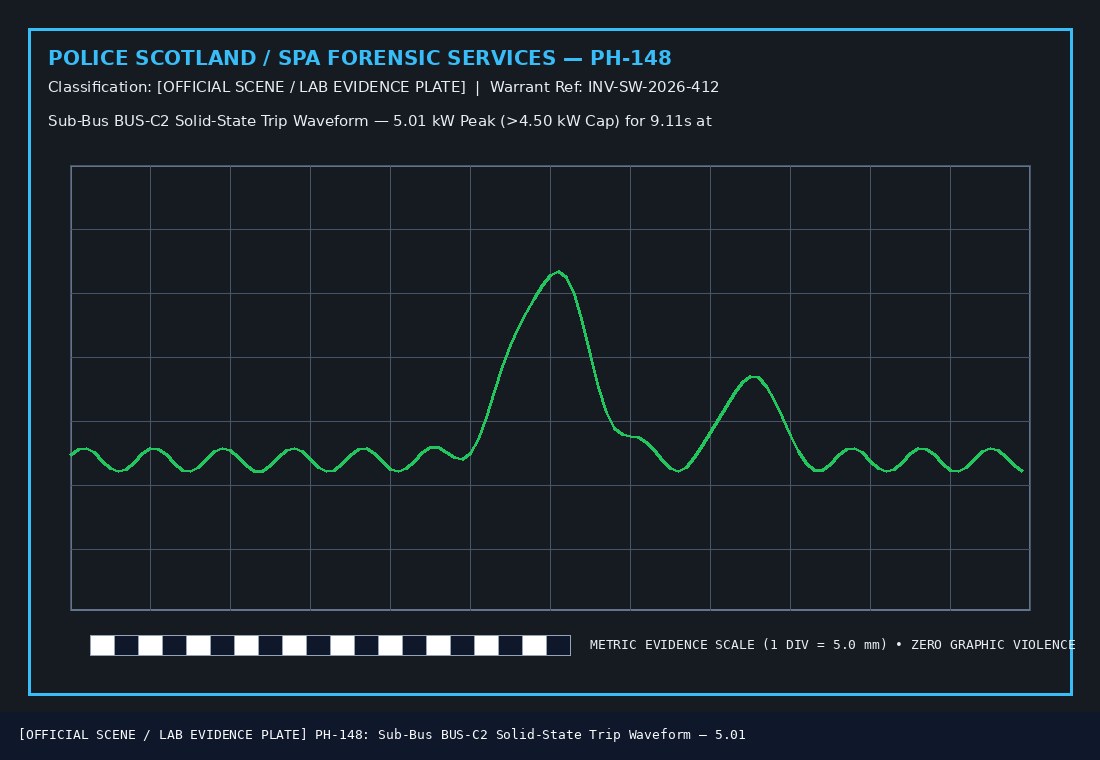 POLICE SCOTLAND / SPA FORENSIC SERVICES — PH-148
Classification: [OFFICIAL SCENE / LAB EVIDENCE PLATE] | Warrant Ref: INV-SW-2026-412
Sub-Bus BUS-C2 Solid-State Trip Waveform — 5.01 kW Peak (>4.50 kW Cap) for 9.11s at
METRIC EVIDENCE SCALE (1 DIV = 5.0 mm) • ZERO GRAPHIC VIOLENCE
[OFFICIAL SCENE / LAB EVIDENCE PLATE] PH-148: Sub-Bus BUS-C2 Solid-State Trip Waveform — 5.01